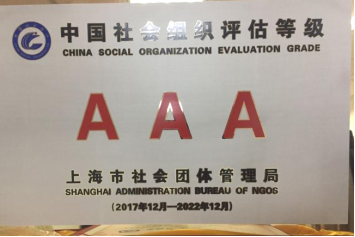 中国社会组织评估等级
CHINA SOCIAL ORGANIZATION EVALUATION GRADE
AAA
上海市社会团体管理局
SHANGHAI ADMINISTRATION BUREAU OF NGOS
(2017年12月—2022年12月)